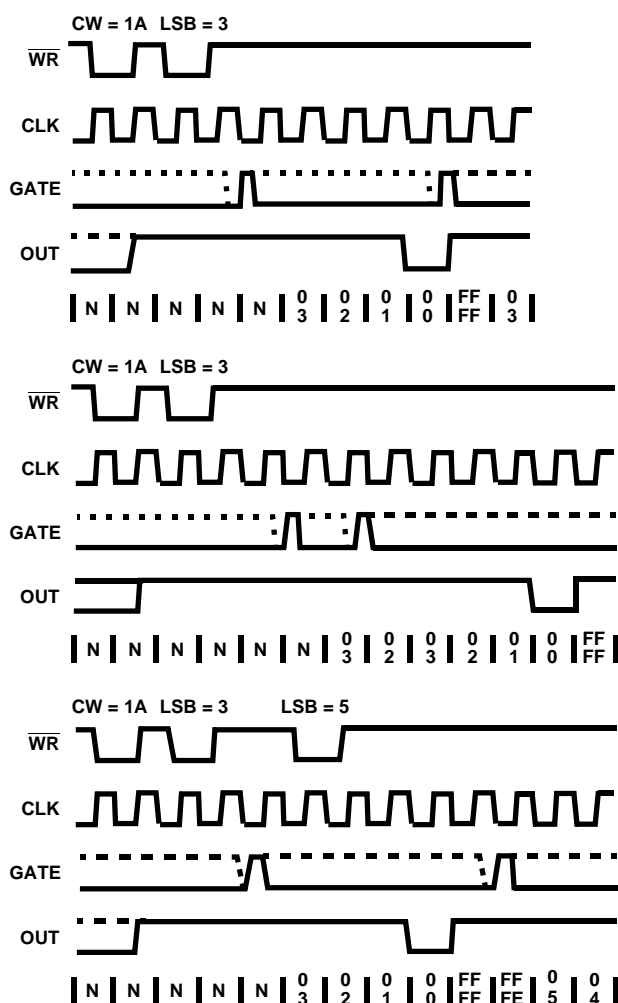 CW = 1A LSB = 3
WR
CLK
GATE
OUT
N N N N N 0 0 0 0 FF 0
3 2 1 0 FF 3
CW = 1A LSB = 3
WR
CLK
GATE
OUT
N N N N N N 0 0 0 0 0 0 FF
3 2 3 2 1 0 FF
CW = 1A LSB = 3 LSB = 5
WR
CLK
GATE
OUT
N N N N N 0 0 0 0 FF FF 0 0
3 2 1 0 FF FE 5 4